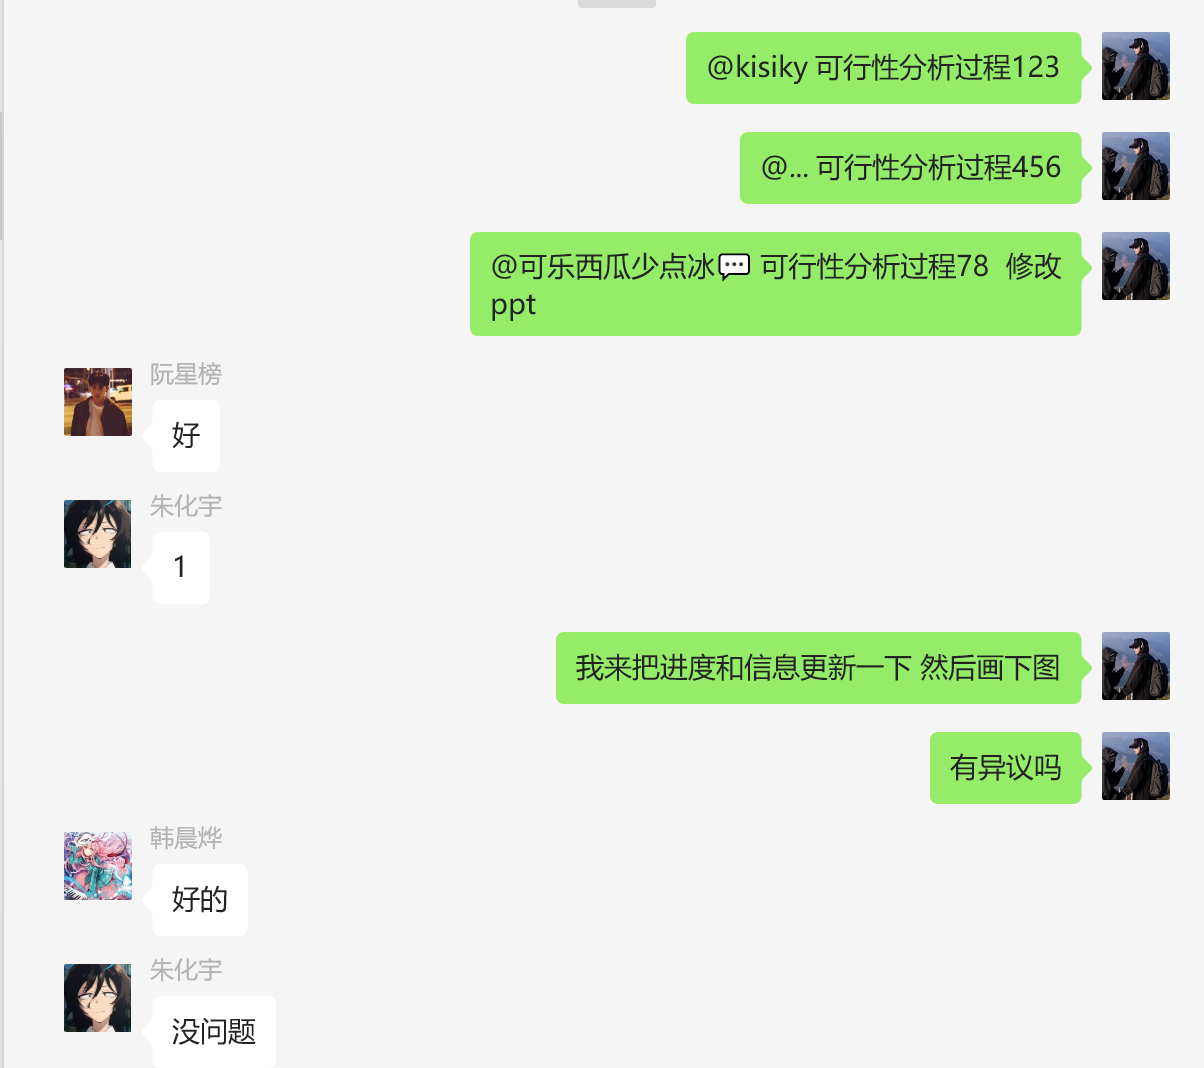 @kisiky 可行性分析过程123
@... 可行性分析过程456
@可乐西瓜少点冰💬 可行性分析过程78  修改
ppt
阮星榜
好
朱化宇
1
我来把进度和信息更新一下 然后画下图
有异议吗
韩晨烨
好的
朱化宇
没问题